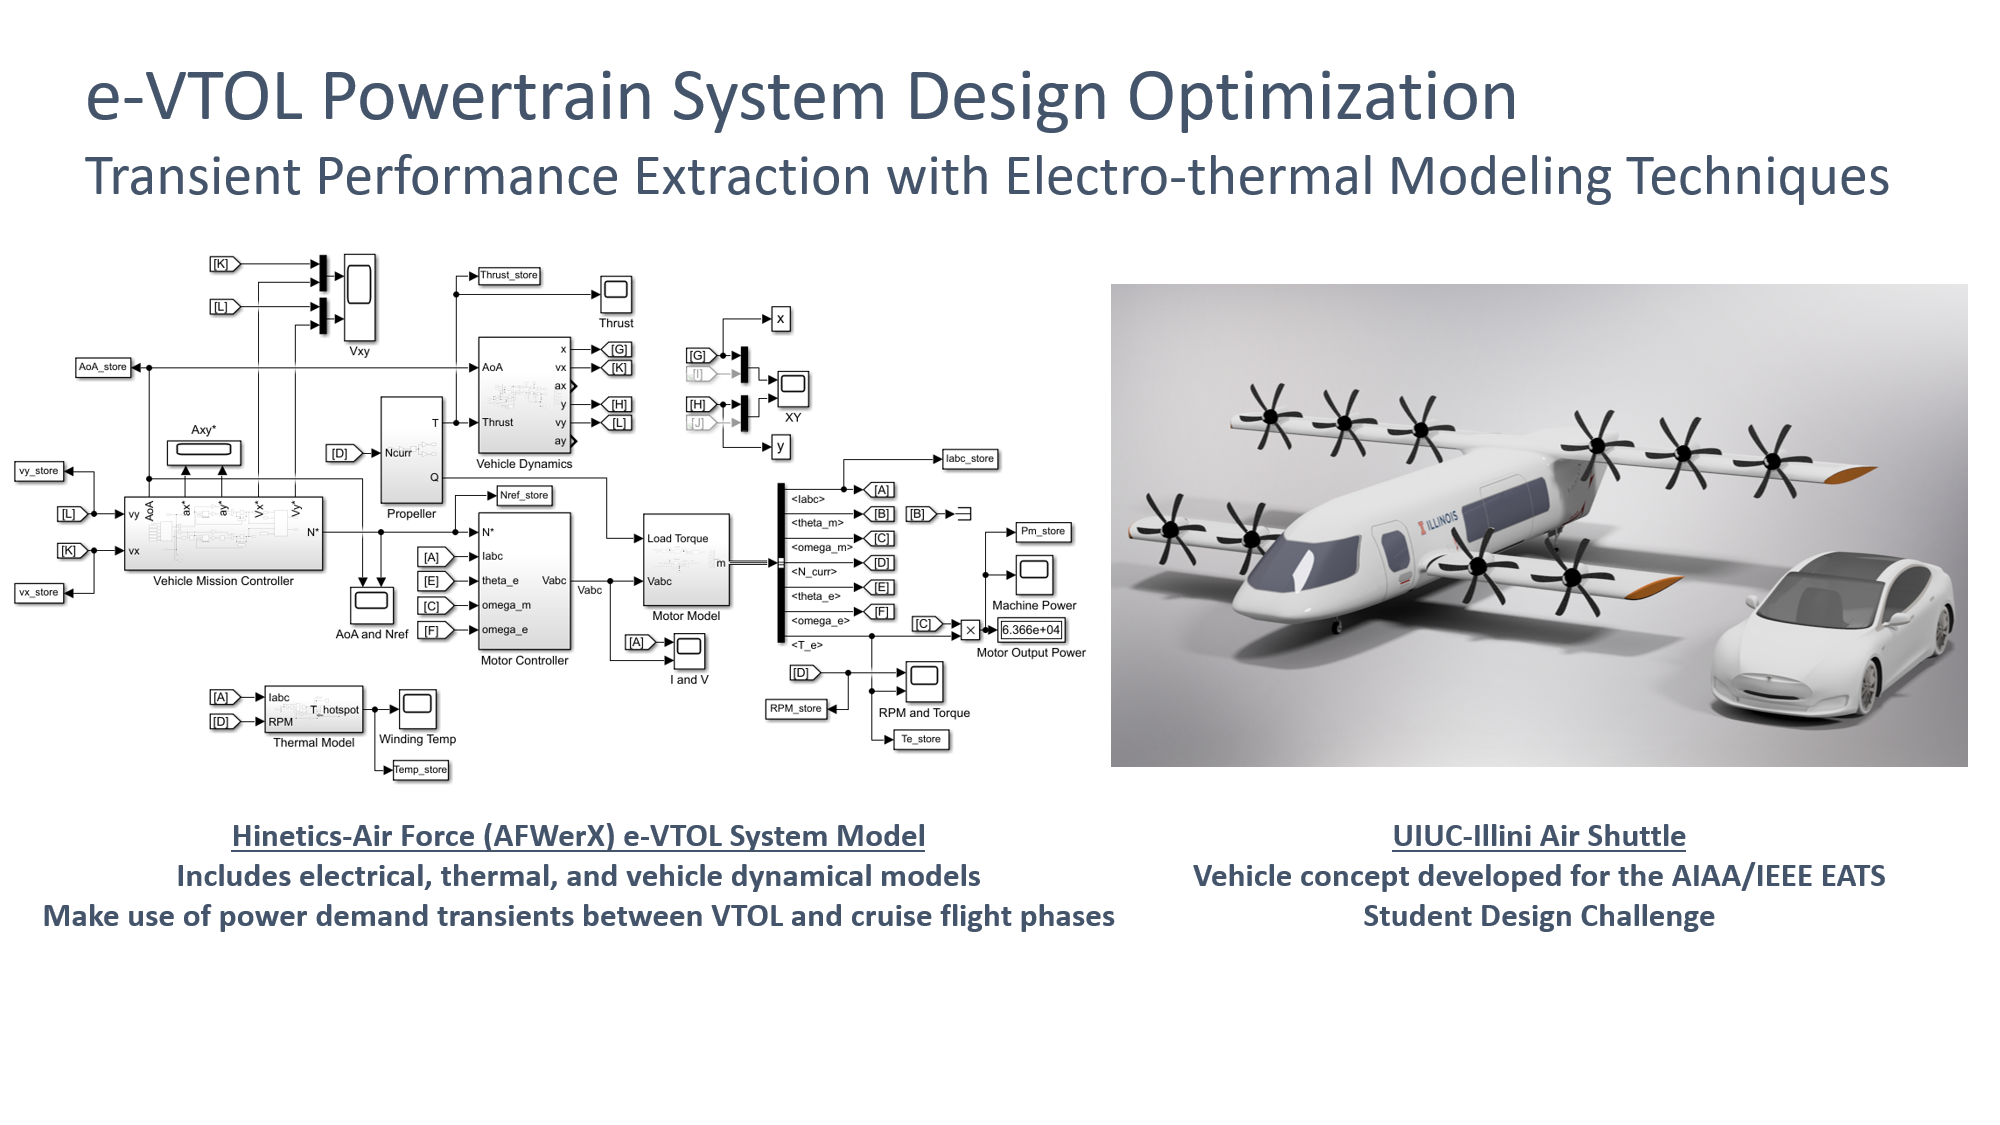 e-VTOL Powertrain System Design Optimization
Transient Performance Extraction with Electro-thermal Modeling Techniques
[K]
[L]
Vxy
Thrust_store
Thrust
AoA_store
AoA
Thrust
x
vx
ax
y
vy
ay
[G]
[K]
[H]
[L]
Vehicle Dynamics
[G]
[I]
[H]
[J]
x
XY
y
Axy*
[D]
Ncurr
T
Q
Propeller
vy_store
[L]
[K]
vx_store
vy
vx
AoA
ax*
ay*
Vx*
Vy*
N*
Vehicle Mission Controller
AoA and Nref
Nref_store
[A]
[E]
[C]
[F]
N*
Iabc
theta_e
omega_m
omega_e
Vabc
Motor Controller
Vabc
Load Torque
Vabc
m
Motor Model
[A]
I and V
Iabc_store
<Iabc>
[A]
<theta_m>
[B]
<omega_m>
[C]
<N_curr>
[D]
<theta_e>
[E]
<omega_e>
[F]
<T_e>
[B]
Pm_store
Machine Power
[C]
×
6.366e+04
Motor Output Power
[D]
RPM_store
RPM and Torque
Te_store
[A]
[D]
Iabc
RPM
T_hotspot
Thermal Model
Winding Temp
Temp_store
ILLINOIS
Hinetics-Air Force (AFWerX) e-VTOL System Model
Includes electrical, thermal, and vehicle dynamical models
Make use of power demand transients between VTOL and cruise flight phases
UIUC-Illini Air Shuttle
Vehicle concept developed for the AIAA/IEEE EATS
Student Design Challenge